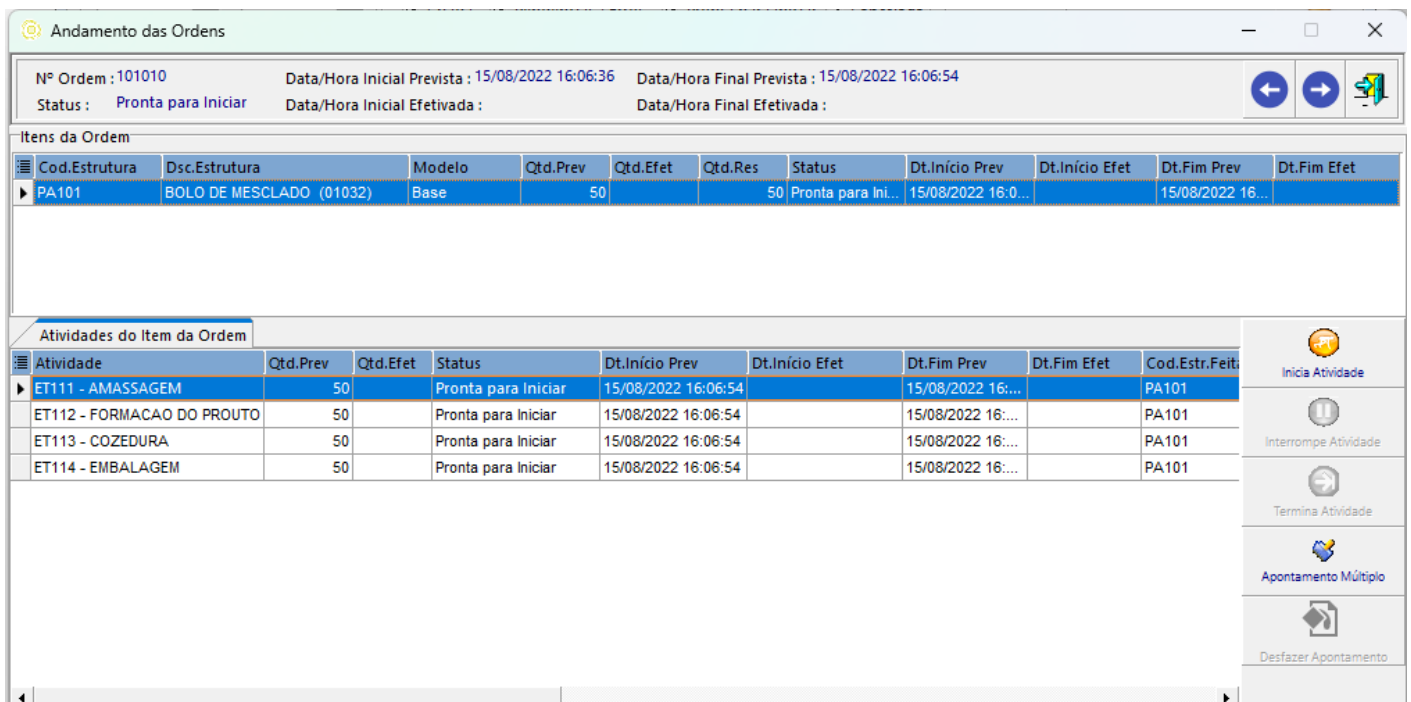 Andamento das Ordens
Nº Ordem : 101010 Data/Hora Inicial Prevista : 15/08/2022 16:06:36 Data/Hora Final Prevista : 15/08/2022 16:06:54
Status : Pronta para Iniciar Data/Hora Inicial Efetivada : Data/Hora Final Efetivada :
Itens da Ordem
Cod.Estrutura Dsc.Estrutura Modelo Qtd.Prev Qtd.Efet Qtd.Res Status Dt.Início Prev Dt.Início Efet Dt.Fim Prev Dt.Fim Efet
PA101 BOLO DE MESCLADO (01032) Base 50 50 Pronta para Ini... 15/08/2022 16:0... 15/08/2022 16...
Atividades do Item da Ordem
Atividade Qtd.Prev Qtd.Efet Status Dt.Início Prev Dt.Início Efet Dt.Fim Prev Dt.Fim Efet Cod.Estr.Feita
ET111 - AMASSAGEM 50 Pronta para Iniciar 15/08/2022 16:06:54 15/08/2022 16:... PA101
ET112 - FORMACAO DO PROUTO 50 Pronta para Iniciar 15/08/2022 16:06:54 15/08/2022 16:... PA101
ET113 - COZEDURA 50 Pronta para Iniciar 15/08/2022 16:06:54 15/08/2022 16:... PA101
ET114 - EMBALAGEM 50 Pronta para Iniciar 15/08/2022 16:06:54 15/08/2022 16:... PA101
Inicia Atividade
Interrompe Atividade
Termina Atividade
Apontamento Múltiplo
Desfazer Apontamento